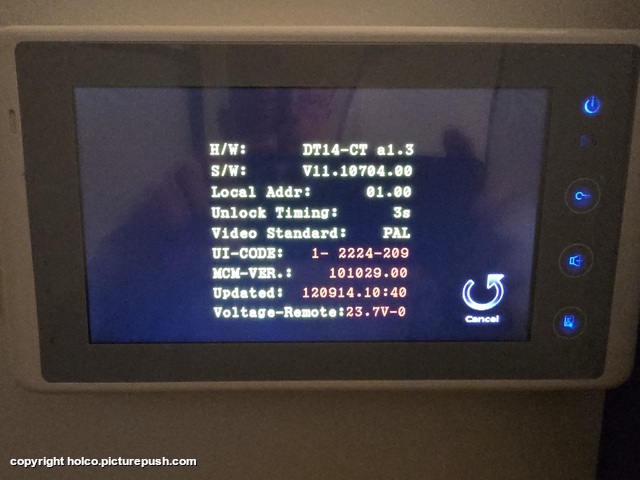 H/W: DT14-CT a1.3
S/W: V11.10704.00
Local Addr: 01.00
Unlock Timing: 3s
Video Standard: PAL
UI-CODE: 1- 2224-209
MCM-VER.: 101029.00
Updated: 120914.10:40
Voltage-Remote:23.7V-0
Cancel
copyright holco.picturepush.com